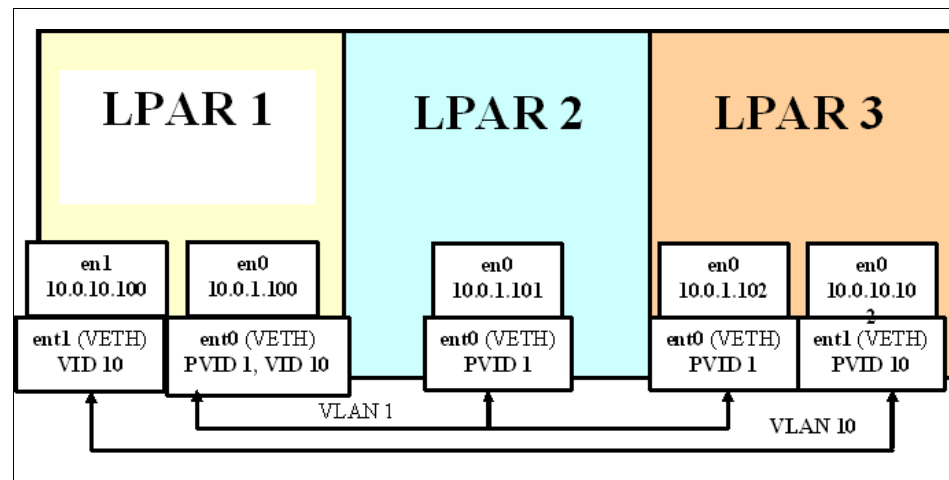 LPAR 1
LPAR 2
LPAR 3
en1
10.0.10.100
en0
10.0.1.100
en0
10.0.1.101
en0
10.0.1.102
en0
10.0.10.10
2
ent1 (VETH)
VID 10
ent0 (VETH)
PVID 1, VID 10
ent0 (VETH)
PVID 1
ent0 (VETH)
PVID 1
ent1 (VETH)
PVID 10
VLAN 1
VLAN 10